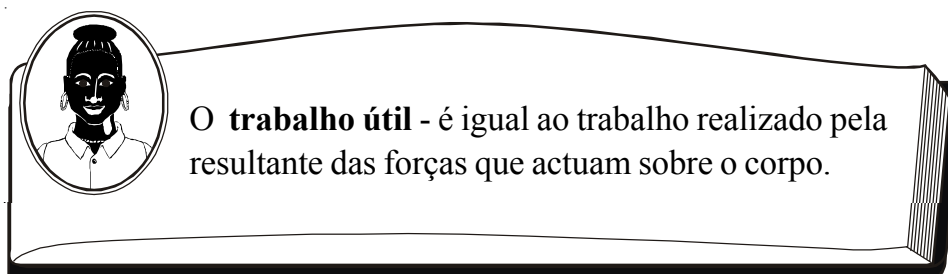 O trabalho útil - é igual ao trabalho realizado pela
resultante das forças que actuam sobre o corpo.